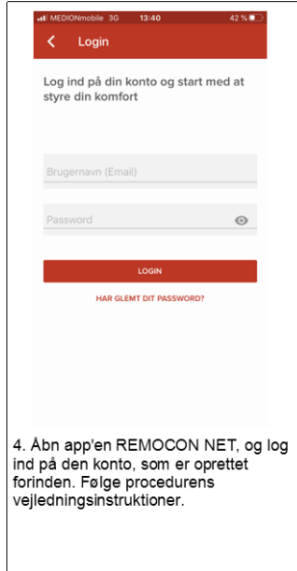 MEDIONmobile 3G 13:40 42 %
Login
Log ind på din konto og start med at
styre din komfort
Brugernavn (Email)
Password
LOGIN
HAR GLEMT DIT PASSWORD?
4. Åbn app'en REMOCON NET, og log
ind på den konto, som er oprettet
forinden. Følge procedurens
vejledningsinstruktioner.